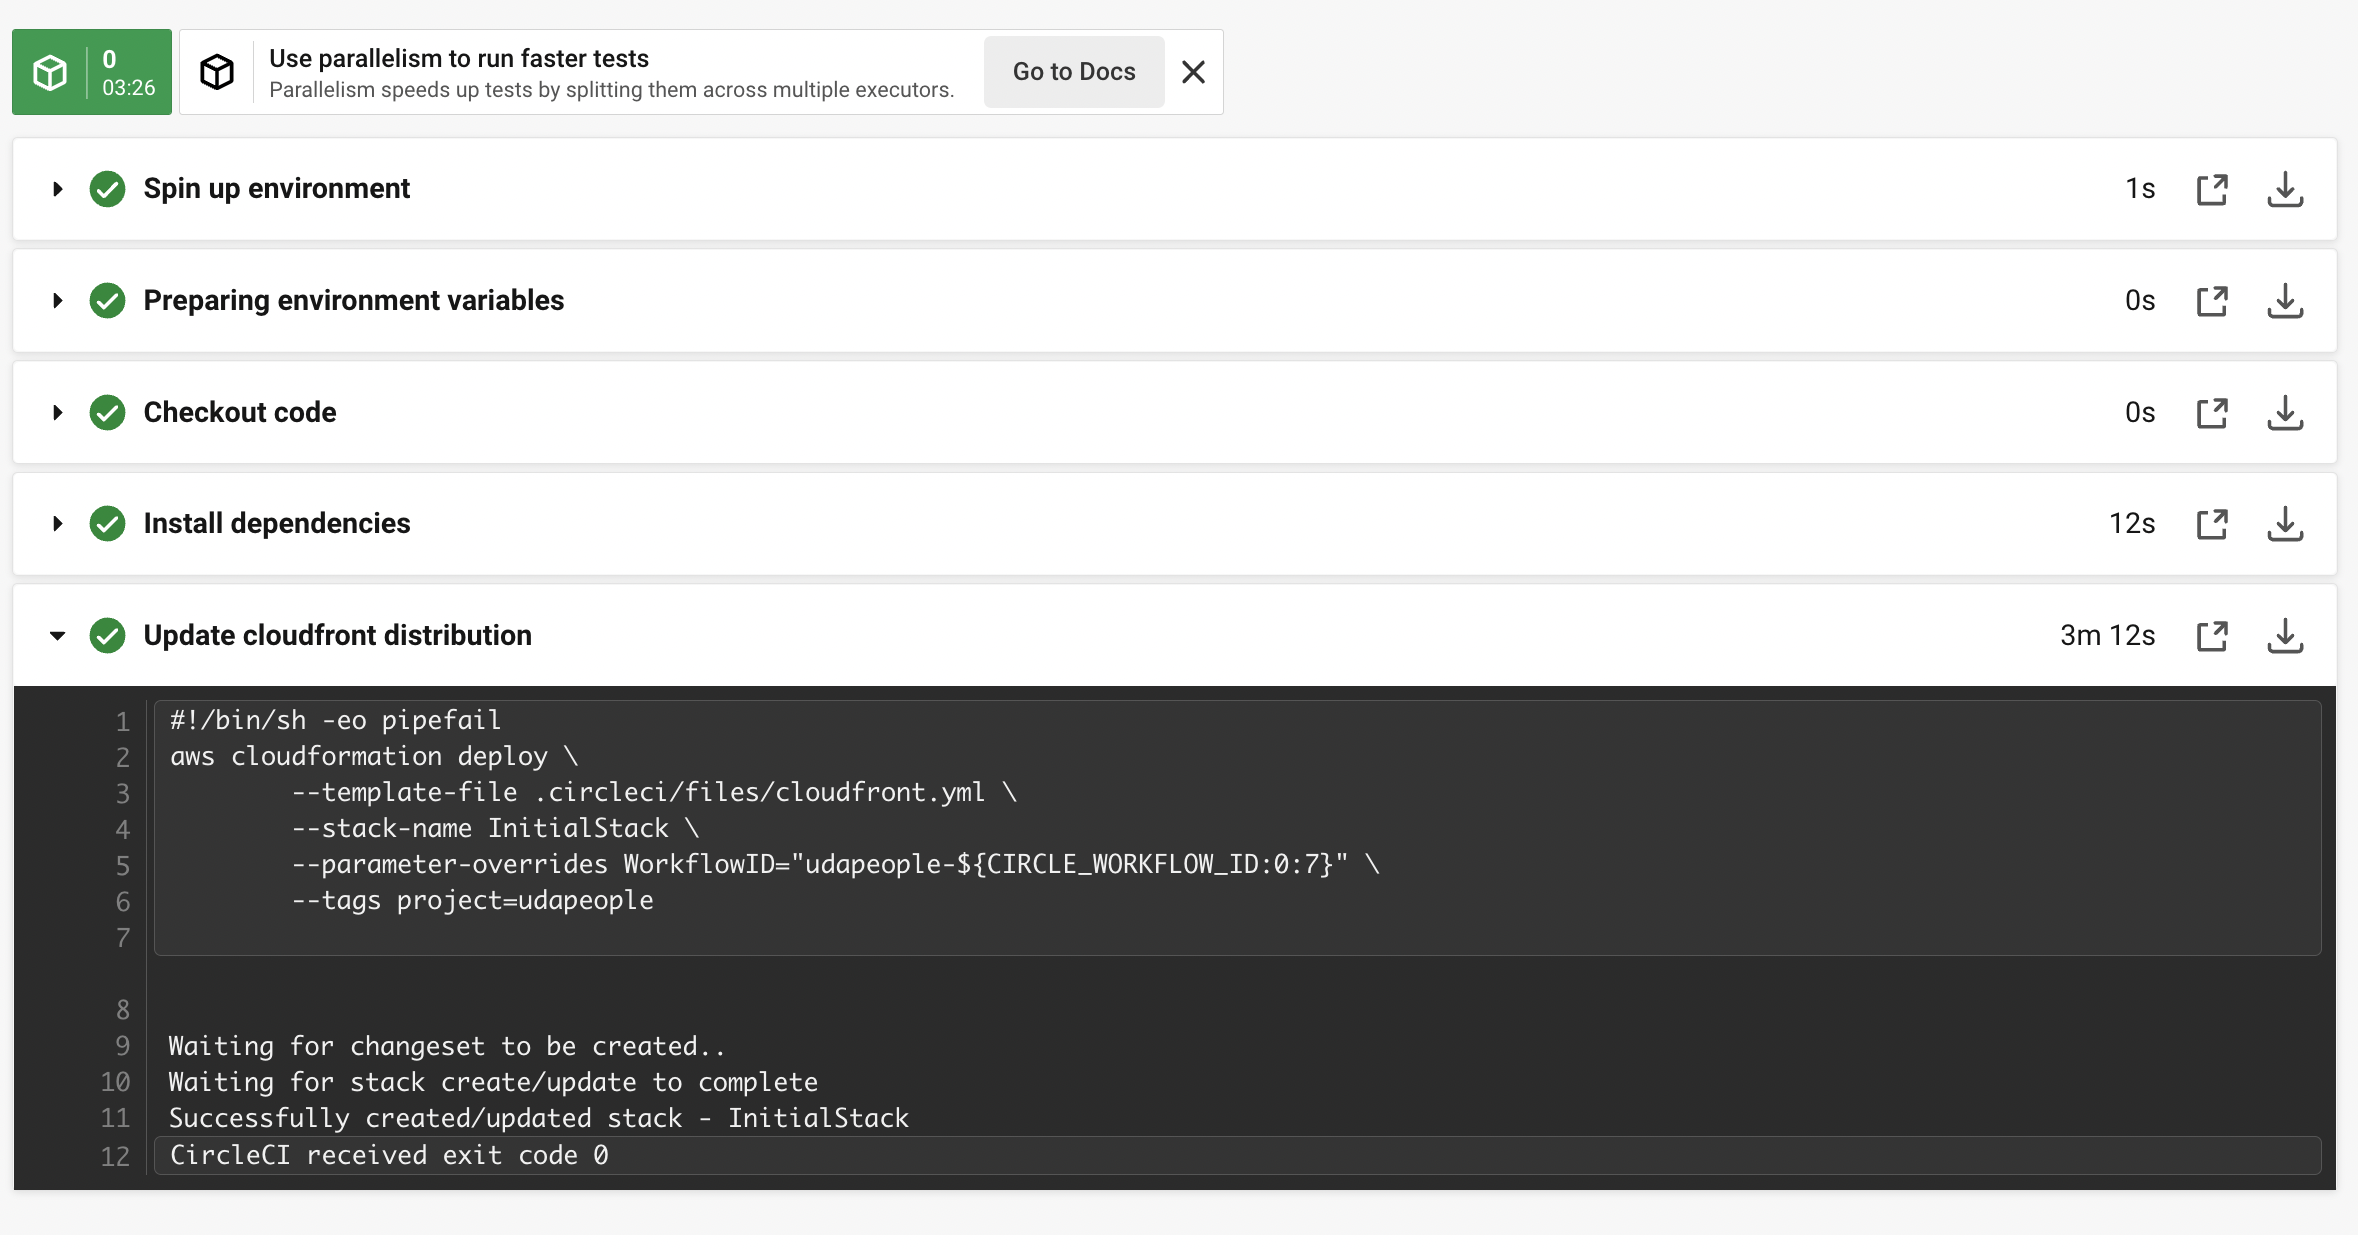 0
03:26
Use parallelism to run faster tests
Parallelism speeds up tests by splitting them across multiple executors.
Go to Docs
Spin up environment 1s
Preparing environment variables 0s
Checkout code 0s
Install dependencies 12s
Update cloudfront distribution 3m 12s
1 #!/bin/sh -eo pipefail
2 aws cloudformation deploy \
3         --template-file .circleci/files/cloudfront.yml \
4         --stack-name InitialStack \
5         --parameter-overrides WorkflowID="udapeople-${CIRCLE_WORKFLOW_ID:0:7}" \
6         --tags project=udapeople
7
8
9 Waiting for changeset to be created..
10 Waiting for stack create/update to complete
11 Successfully created/updated stack - InitialStack
12 CircleCI received exit code 0